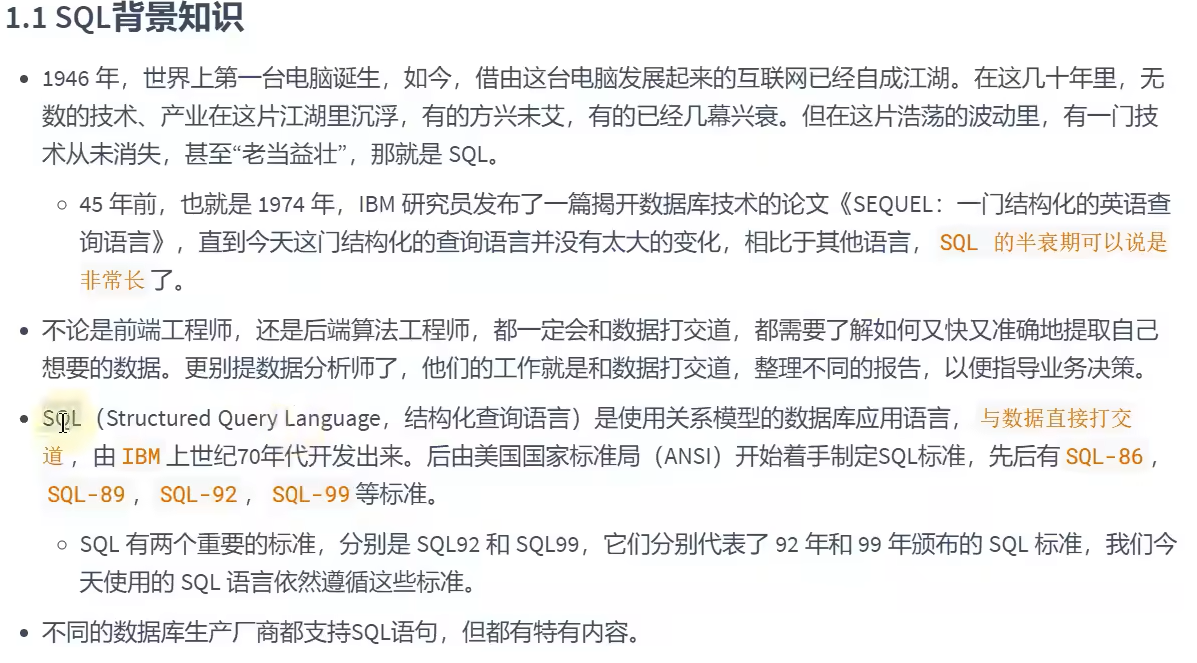 1.1 SQL背景知识
1946 年，世界上第一台电脑诞生，如今，借由这台电脑发展起来的互联网已经自成江湖。在这几十年里，无
数的技术、产业在这片江湖里沉浮，有的方兴未艾，有的已经几幕兴衰。但在这片浩荡的波动里，有一门技
术从未消失，甚至“老当益壮”，那就是 SQL。
45 年前，也就是 1974 年，IBM 研究员发布了一篇揭开数据库技术的论文《SEQUEL：一门结构化的英语查
询语言》，直到今天这门结构化的查询语言并没有太大的变化，相比于其他语言，SQL 的半衰期可以说是
非常长了。
不论是前端工程师，还是后端算法工程师，都一定会和数据打交道，都需要了解如何又快又准确地提取自己
想要的数据。更别提数据分析师了，他们的工作就是和数据打交道，整理不同的报告，以便指导业务决策。
SQL（Structured Query Language，结构化查询语言）是使用关系模型的数据库应用语言，与数据直接打交
道，由 IBM 上世纪70年代开发出来。后由美国国家标准局（ANSI）开始着手制定SQL标准，先后有 SQL-86，
SQL-89，SQL-92，SQL-99 等标准。
SQL 有两个重要的标准，分别是 SQL92 和 SQL99，它们分别代表了 92 年和 99 年颁布的 SQL 标准，我们今
天使用的 SQL 语言依然遵循这些标准。
不同的数据库生产厂商都支持SQL语句，但都有特有内容。